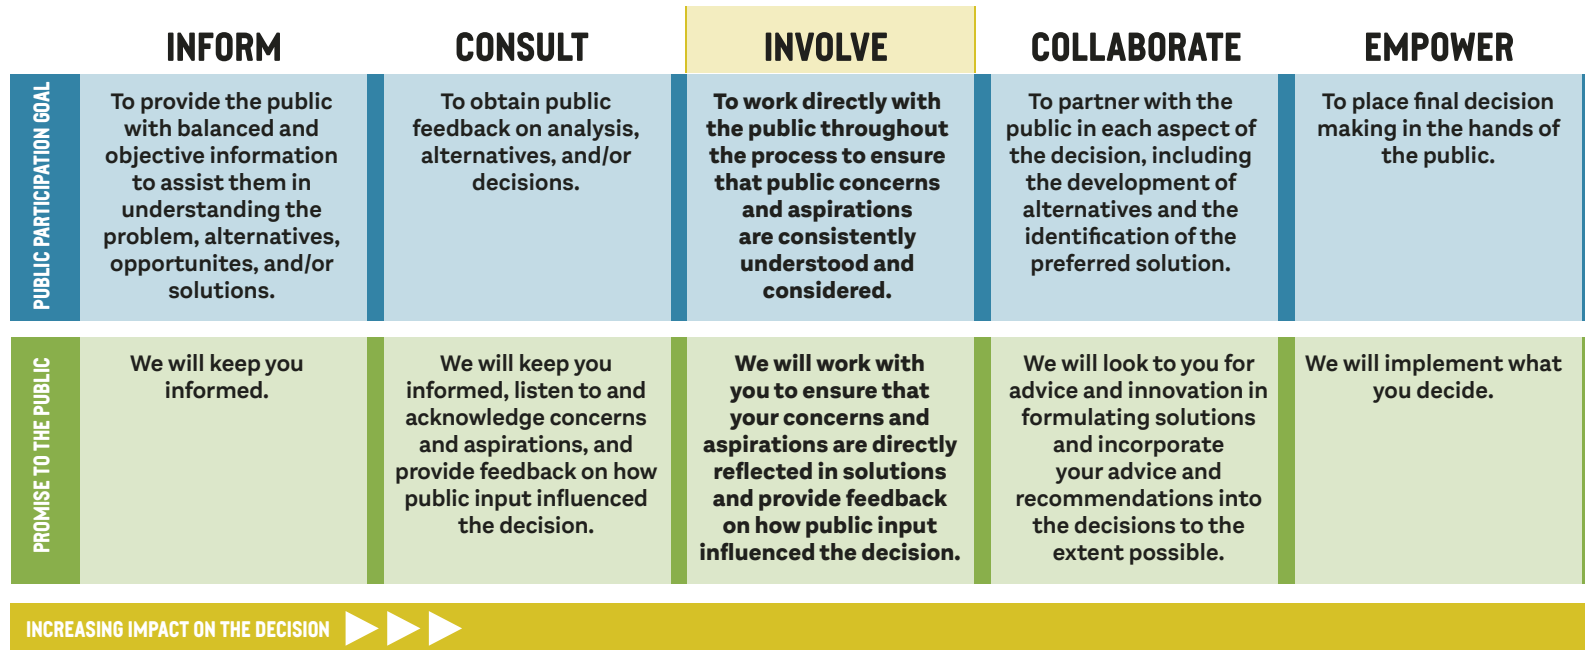 INFORM
CONSULT
INVOLVE
COLLABORATE
EMPOWER
PUBLIC PARTICIPATION GOAL
To provide the public
with balanced and
objective information
to assist them in
understanding the
problem, alternatives,
opportunites, and/or
solutions.
To obtain public
feedback on analysis,
alternatives, and/or
decisions.
To work directly with
the public throughout
the process to ensure
that public concerns
and aspirations
are consistently
understood and
considered.
To partner with the
public in each aspect of
the decision, including
the development of
alternatives and the
identification of the
preferred solution.
To place final decision
making in the hands of
the public.
PROMISE TO THE PUBLIC
We will keep you
informed.
We will keep you
informed, listen to and
acknowledge concerns
and aspirations, and
provide feedback on how
public input influenced
the decision.
We will work with
you to ensure that
your concerns and
aspirations are directly
reflected in solutions
and provide feedback
on how public input
influenced the decision.
We will look to you for
advice and innovation in
formulating solutions
and incorporate
your advice and
recommendations into
the decisions to the
extent possible.
We will implement what
you decide.
INCREASING IMPACT ON THE DECISION